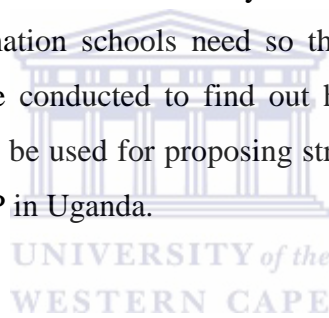 nation schools need so th
e conducted to find out h
be used for proposing str
P in Uganda.
UNIVERSITY of the
WESTERN CAPE